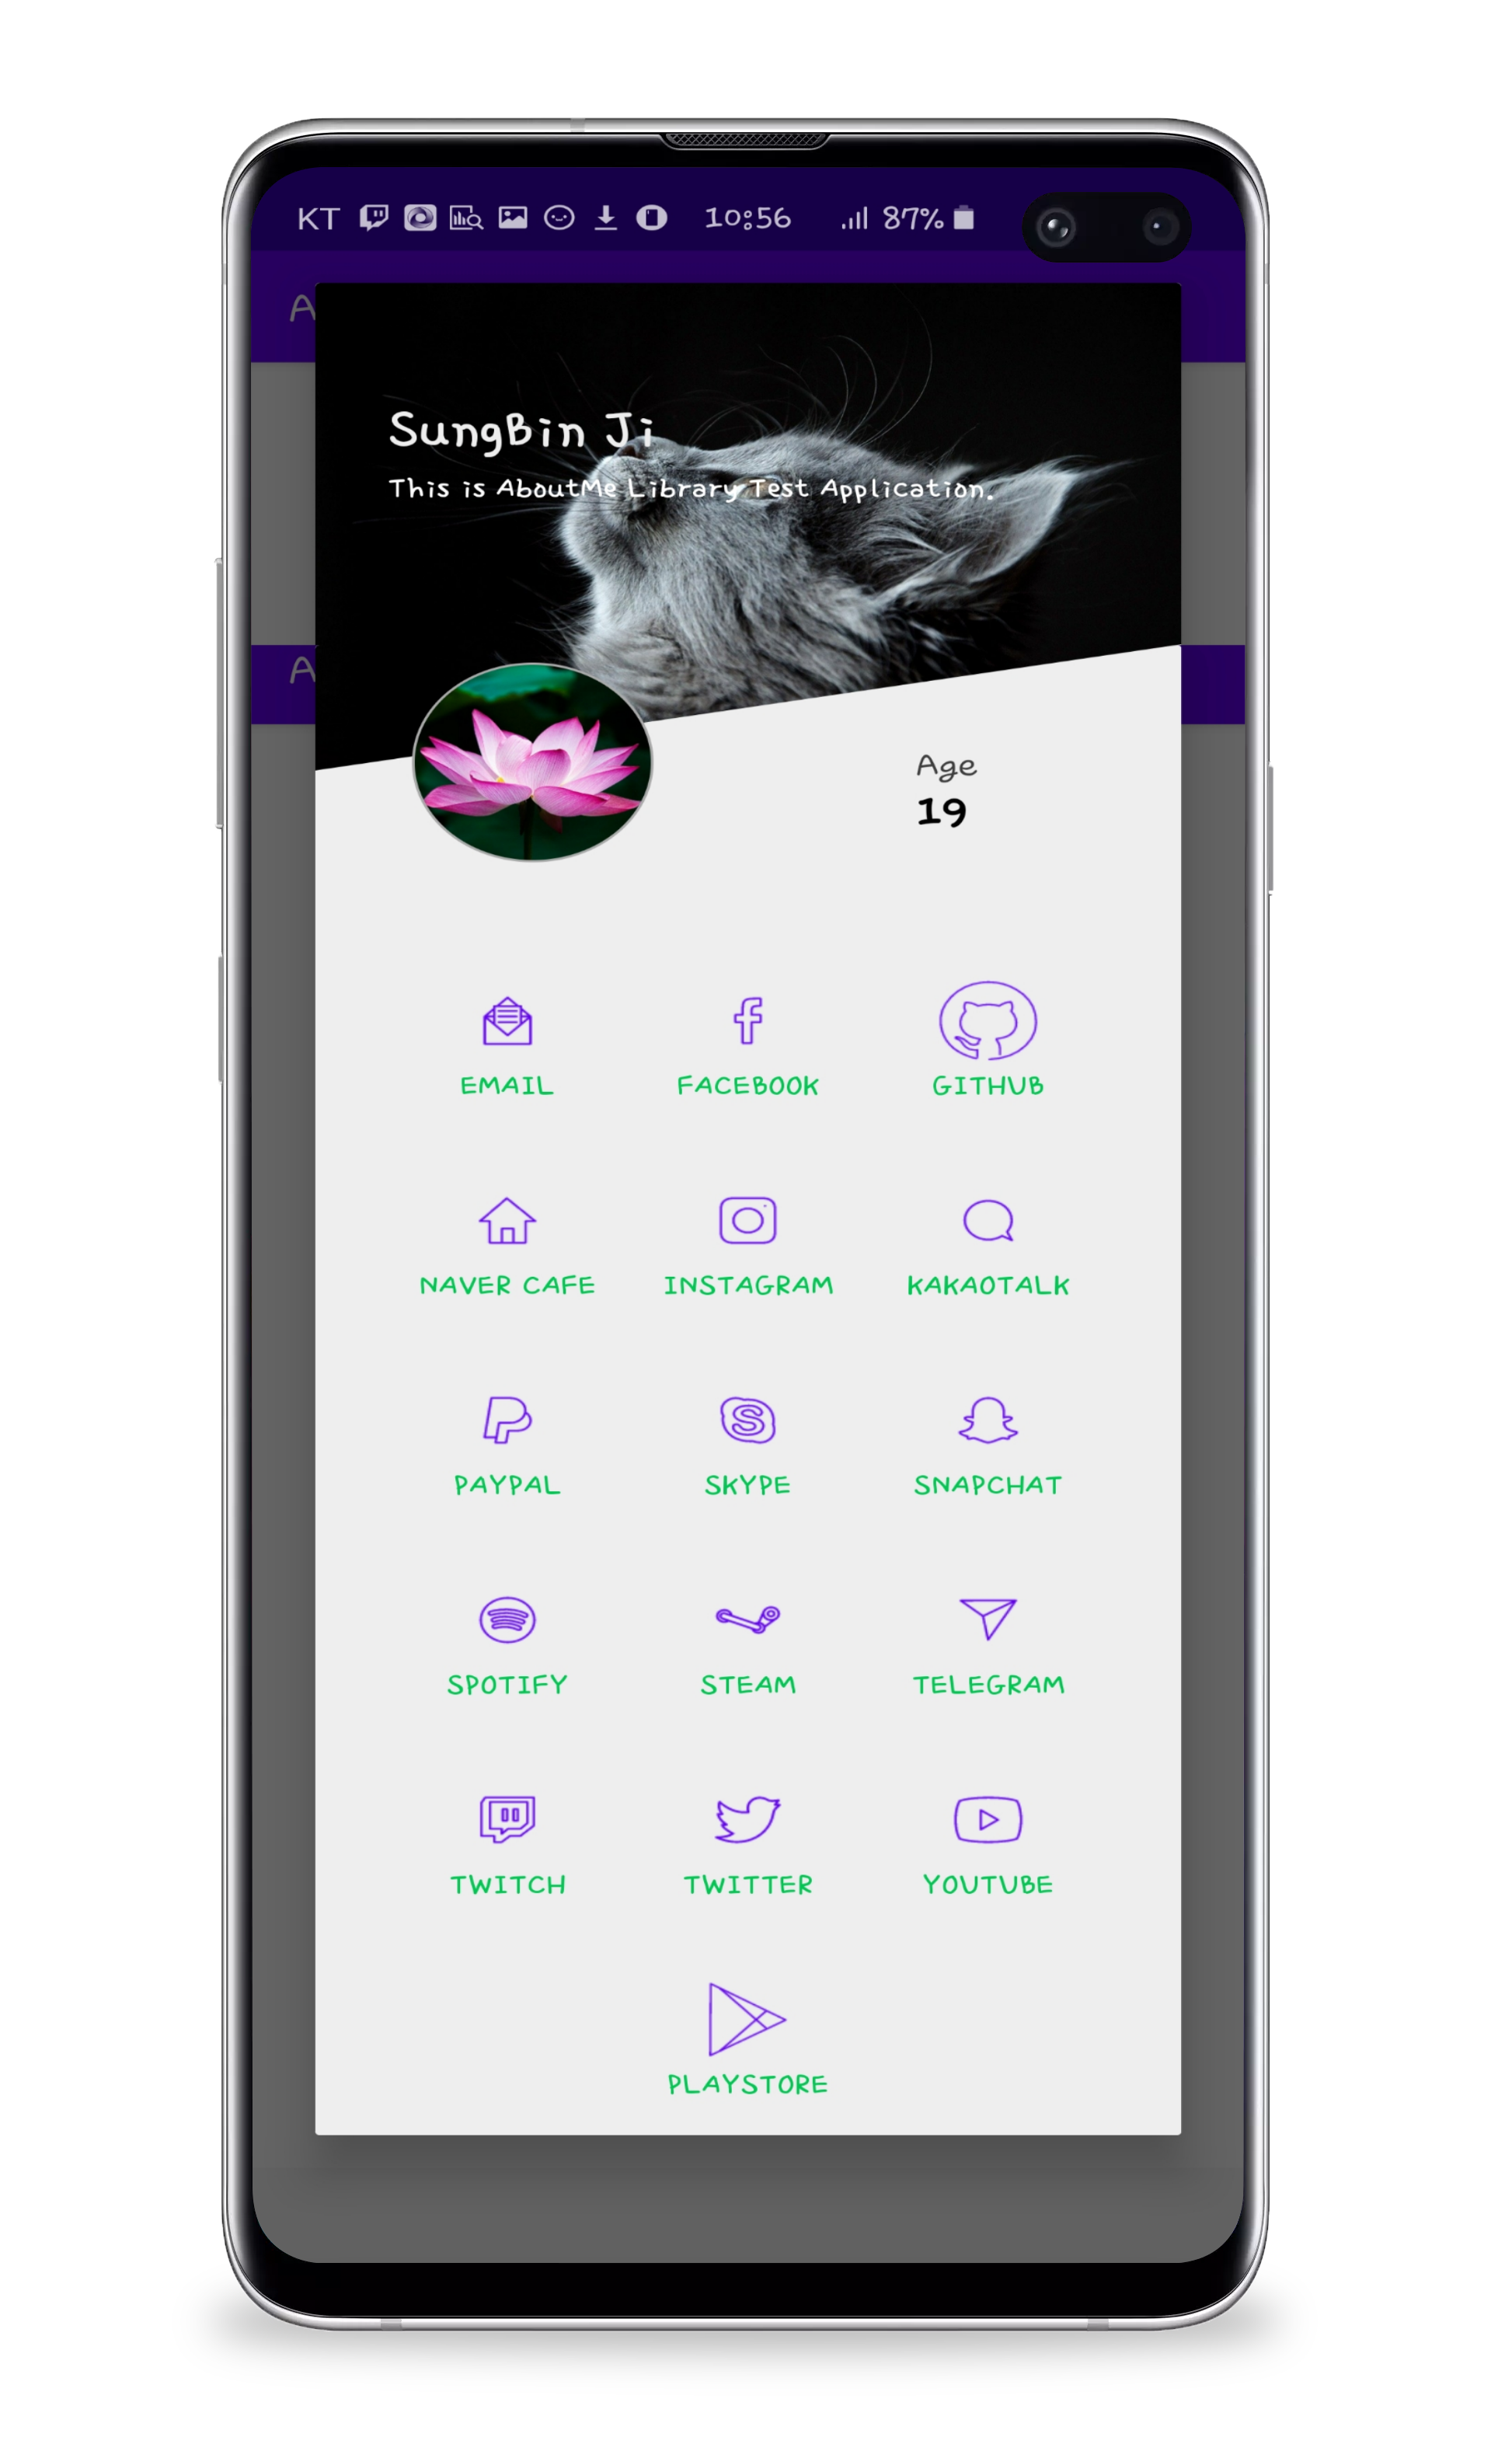 KT 10:56 87%
A
SungBin Ji
This is AboutMe Library Test Application.
A
Age
19
EMAIL FACEBOOK GITHUB
NAVER CAFE INSTAGRAM KAKAOTALK
PAYPAL SKYPE SNAPCHAT
SPOTIFY STEAM TELEGRAM
TWITCH TWITTER YOUTUBE
PLAYSTORE